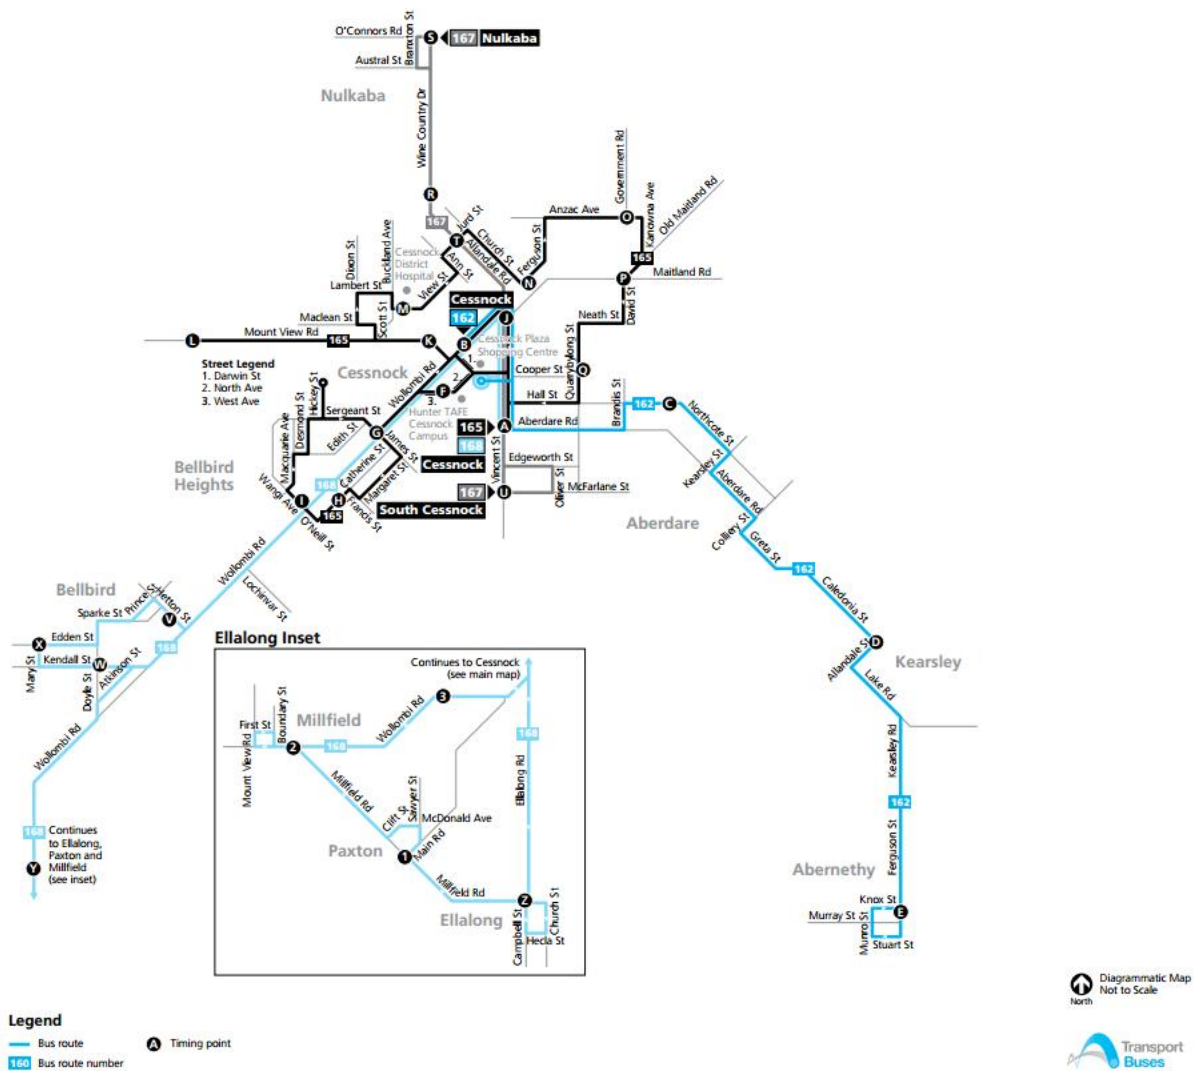 O'Connors Rd
Branxton St
S
167 Nulkaba
Austral St
Nulkaba
Wine Country Dr
R
167
Jurd St
T
Church St
Allandale Rd
Ann St
Cessnock
District
Hospital
View St
Dixon St
Buckland Ave
Lambert St
M
Maclean St
Scott St
L
Mount View Rd
165
K
Anzac Ave
O
Government Rd
Kanowna Ave
Old Maitland Rd
165
Ferguson St
N
P
Maitland Rd
David St
Neath St
Cessnock
162
J
B
Cessnock Plaza
Shopping Centre
1.
2.
3.
Cooper St
Q
Quarrybylong St
Hall St
Street Legend
1. Darwin St
2. North Ave
3. West Ave
Cessnock
Wollombi Rd
F
Hunter TAFE
Cessnock
Campus
165
168
Cessnock
A
Aberdare Rd
Brandis St
162
C
Northcote St
Kearsley St
Aberdare Rd
Colliery St
Greta St
162
Caledonia St
D
Allandale St
Kearsley
Lake Rd
Kearsley Rd
162
Ferguson St
Abernethy
Knox St
E
Murray St
Munro St
Stuart St
Aberdare
Vincent St
Edgeworth St
Oliver St
McFarlane St
U
167
South Cessnock
Hickey St
Sergeant St
Desmond St
Macquarie Ave
Edith St
G
James St
Catherine St
Margaret St
Francis St
168
H
165
I
Wangi Ave
O'Neill St
Bellbird
Heights
Wollombi Rd
Lochinvar St
Bellbird
Sparke St
Prince St
Hetton St
V
168
X
Edden St
Kendall St
W
Mary St
Doyle St
Atkinson St
Wollombi Rd
168
Continues
to Ellalong,
Paxton and
Millfield
(see inset)
Y
Ellalong Inset
Continues to Cessnock
(see main map)
3
Wollombi Rd
168
Millfield
First St
Boundary St
2
168
Mount View Rd
Millfield Rd
Clift St
Sawyer St
McDonald Ave
Main Rd
1
Paxton
Ellalong Rd
Millfield Rd
Z
Ellalong
Campbell St
Church St
Hecla St
Legend
Bus route
160 Bus route number
A Timing point
North
Diagrammatic Map
Not to Scale
Transport
Buses